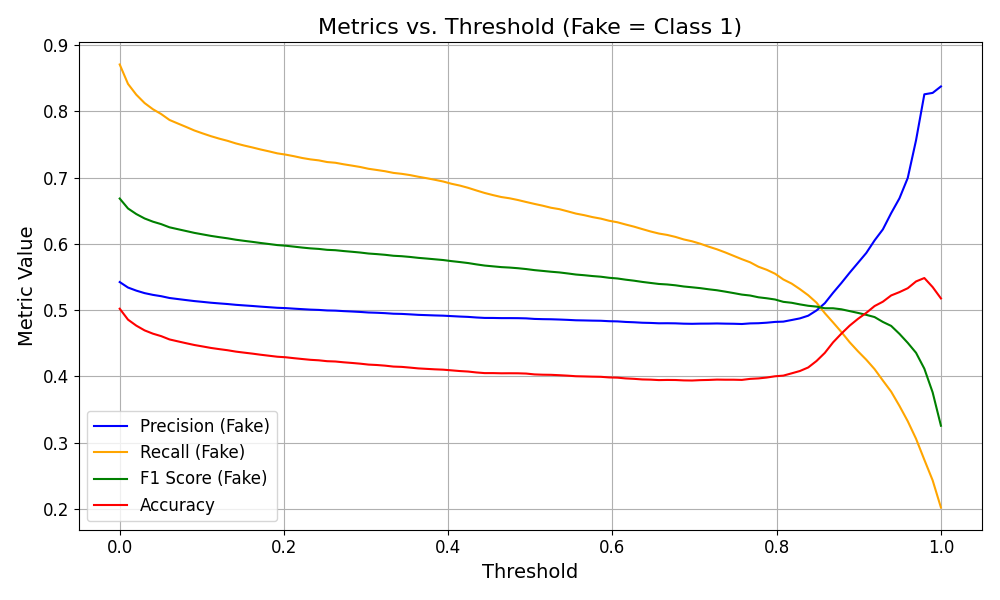 Metrics vs. Threshold (Fake = Class 1)
0.9
0.8
0.7
0.6
0.5
0.4
0.3
0.2
Metric Value
Precision (Fake)
Recall (Fake)
F1 Score (Fake)
Accuracy
0.0 0.2 0.4 0.6 0.8 1.0
Threshold